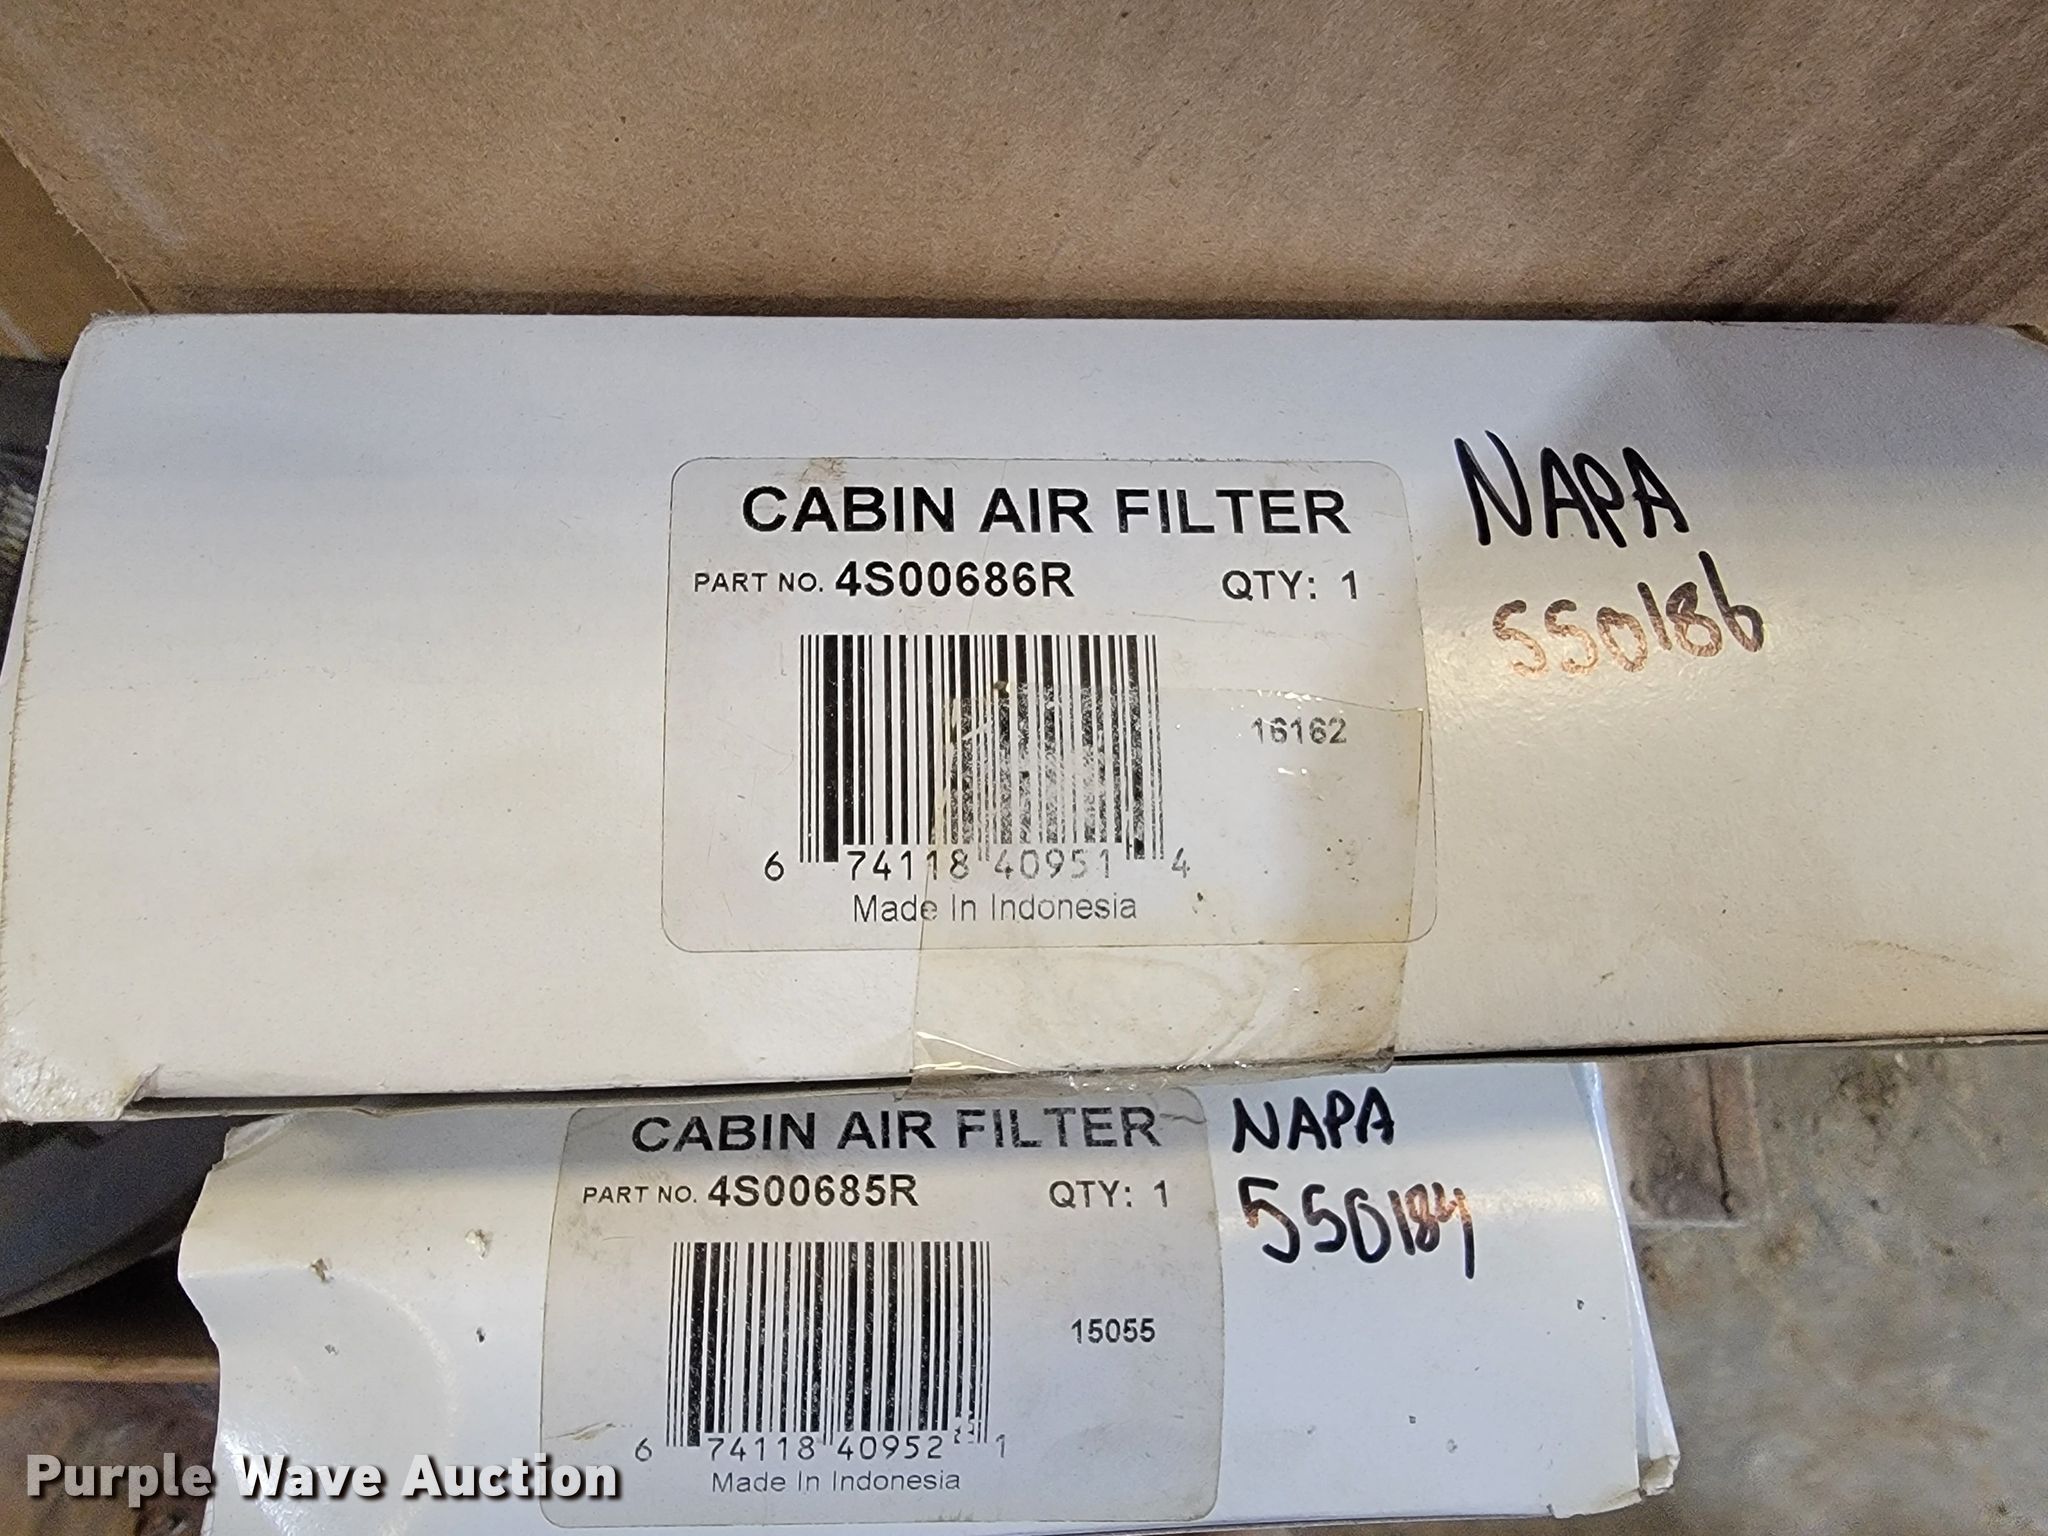 CABIN AIR FILTER
PART NO. 4S00686R QTY: 1
NAPA
550186
16162
6 74118 40951 4
Made In Indonesia
CABIN AIR FILTER
PART NO. 4S00685R QTY: 1
NAPA
550184
15055
6 74118 40952 1
Made In Indonesia
Purple Wave Auction